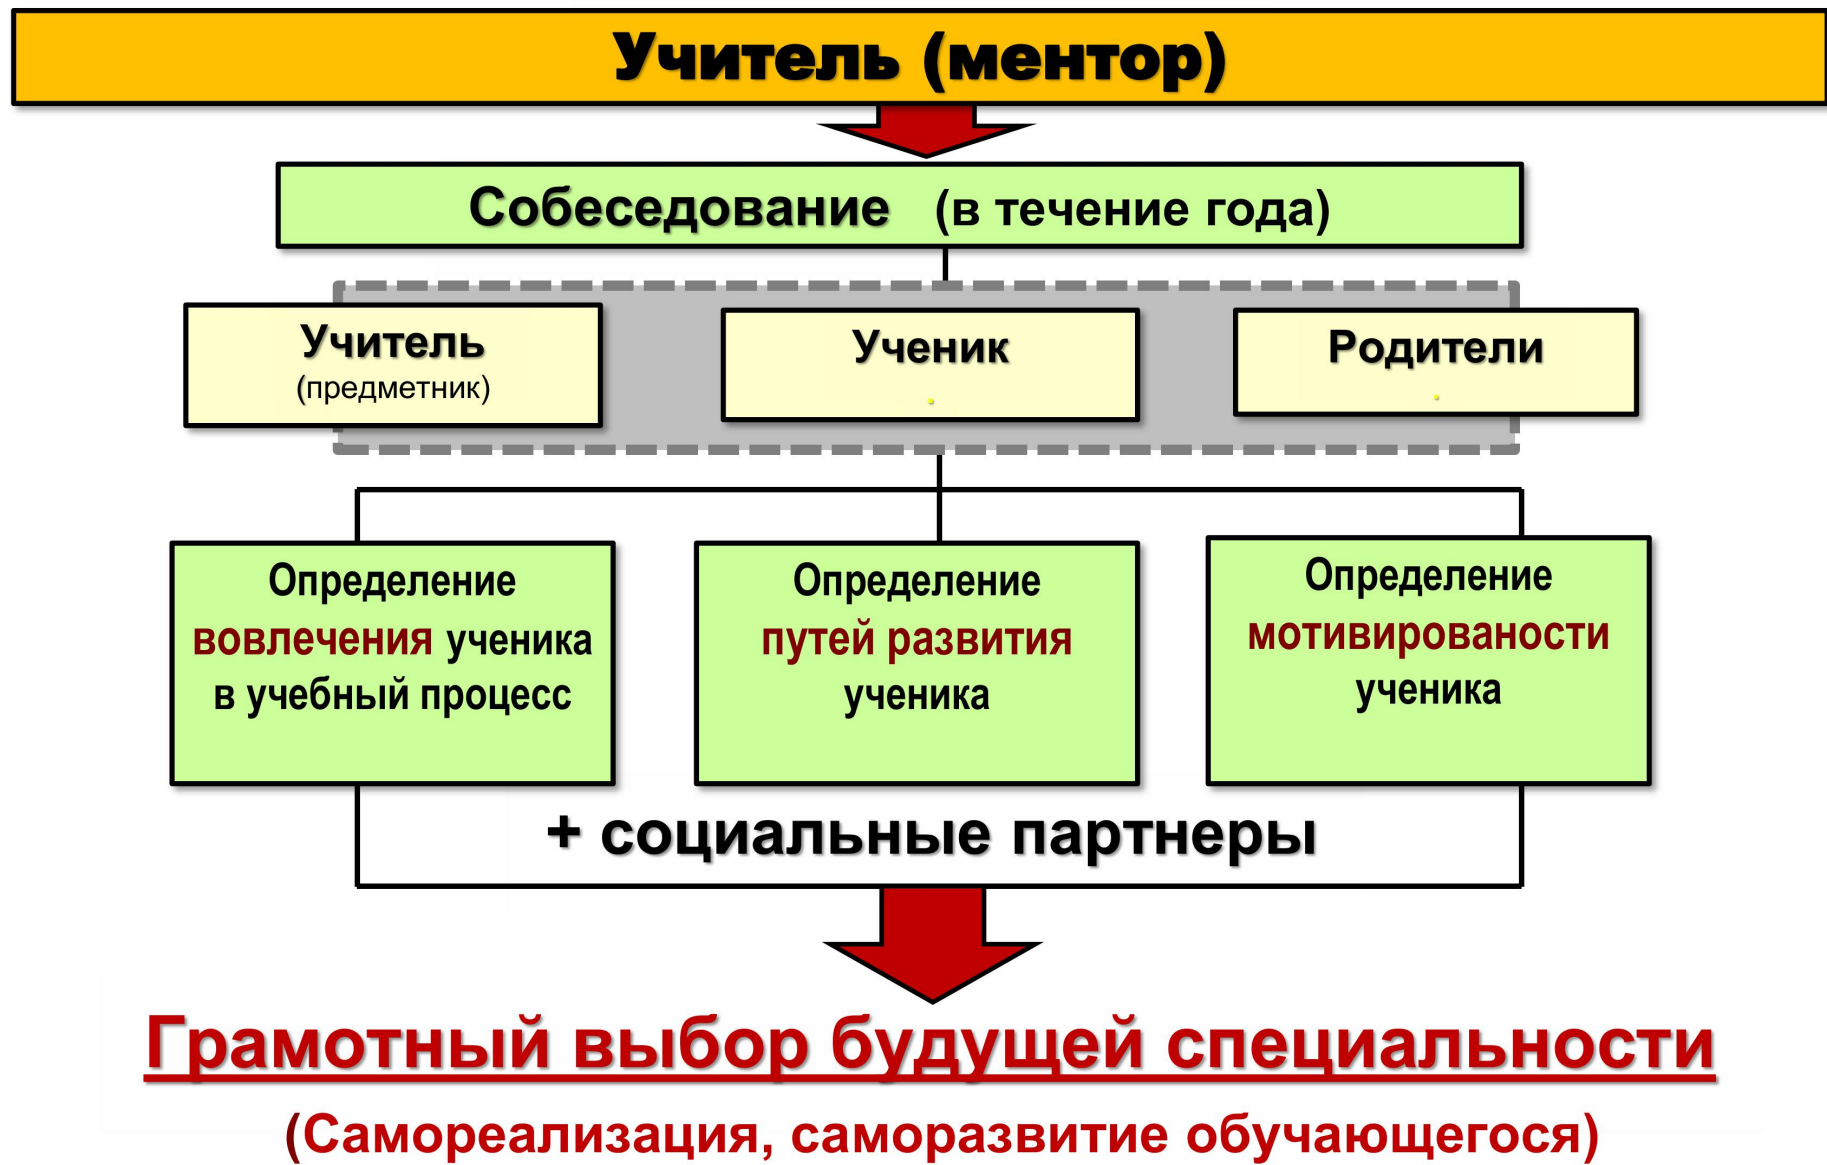 Учитель (ментор)
Собеседование (в течение года)
Учитель
(предметник)
Ученик
.
Родители
.
Определение
вовлечения ученика
в учебный процесс
Определение
путей развития
ученика
Определение
мотивированости
ученика
+ социальные партнеры
Грамотный выбор будущей специальности
(Самореализация, саморазвитие обучающегося)